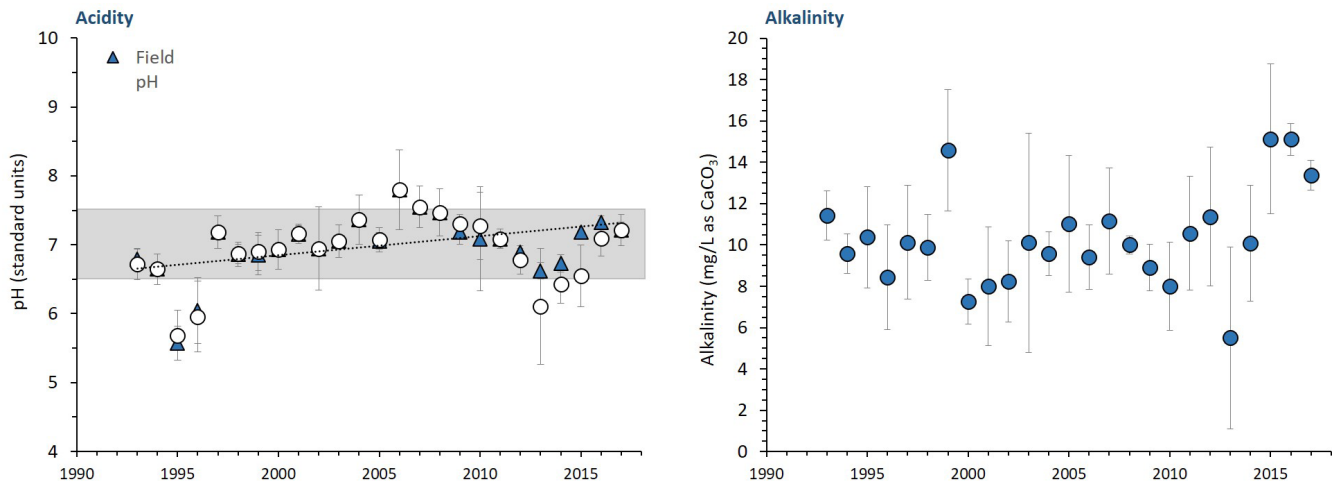 Acidity
10
9
8
7
6
5
4
1990 1995 2000 2005 2010 2015
pH (standard units)
Field
pH
Alkalinity
20
18
16
14
12
10
8
6
4
2
0
1990 1995 2000 2005 2010 2015
Alkalinity (mg/L as CaCO₃)